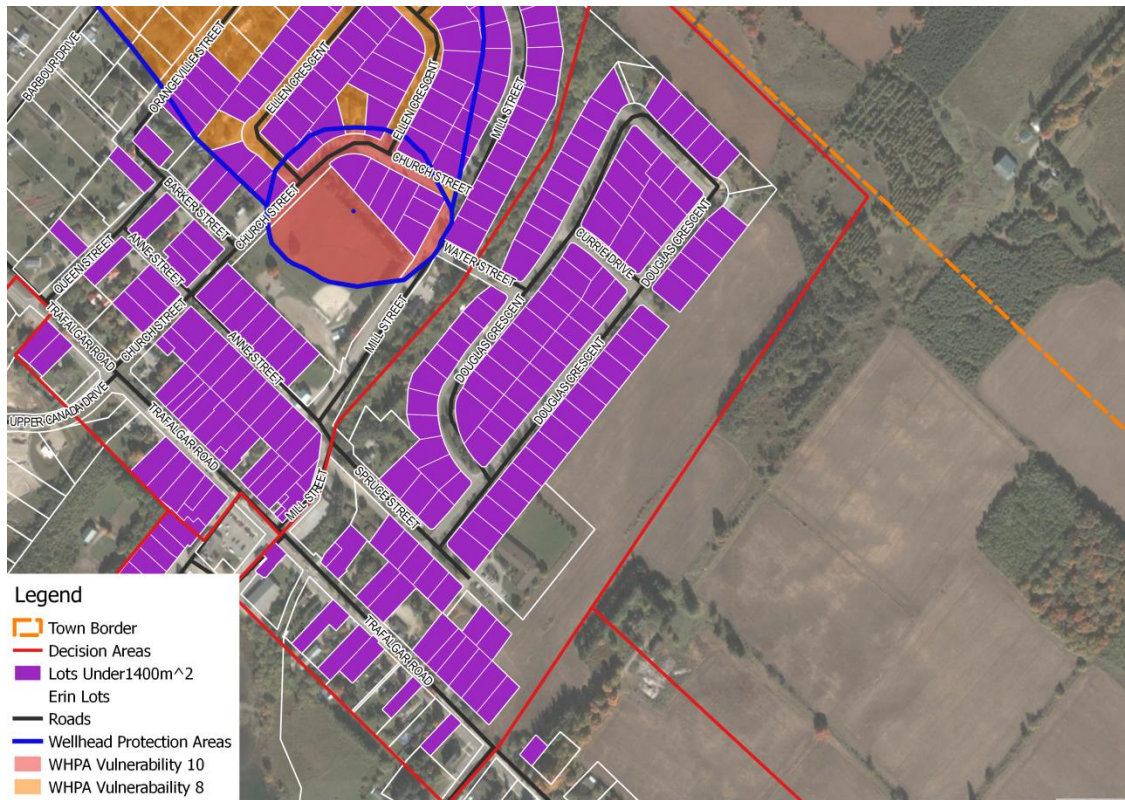 BARBOUR DRIVE
ORANGEVILLE STREET
ELLEN CRESCENT
ELLEN CRESCENT
MILL STREET
CHURCH STREET
BARKER STREET
CHURCH STREET
QUEEN STREET
ANNE STREET
WATER STREET
CURRIE DRIVE
DOUGLAS CRESCENT
TRAFALGAR ROAD
CHURCH STREET
ANNE STREET
MILL STREET
DOUGLAS CRESCENT
DOUGLAS CRESCENT
UPPER CANADA DRIVE
TRAFALGAR ROAD
MILL STREET
SPRUCE STREET
TRAFALGAR ROAD
Legend
Town Border
Decision Areas
Lots Under1400m^2
Erin Lots
Roads
Wellhead Protection Areas
WHPA Vulnerability 10
WHPA Vulnerabaility 8